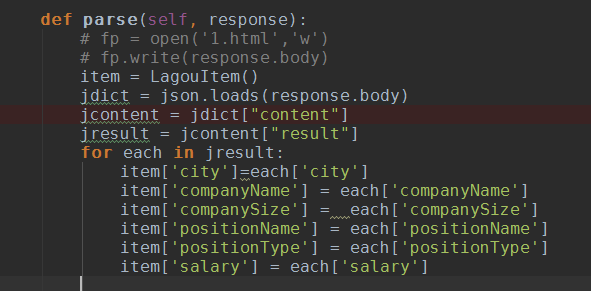 def parse(self, response):
    # fp = open('1.html','w')
    # fp.write(response.body)
    item = LagouItem()
    jdict = json.loads(response.body)
    jcontent = jdict["content"]
    jresult = jcontent["result"]
    for each in jresult:
        item['city']=each['city']
        item['companyName'] = each['companyName']
        item['companySize'] =  each['companySize']
        item['positionName'] = each['positionName']
        item['positionType'] = each['positionType']
        item['salary'] = each['salary']